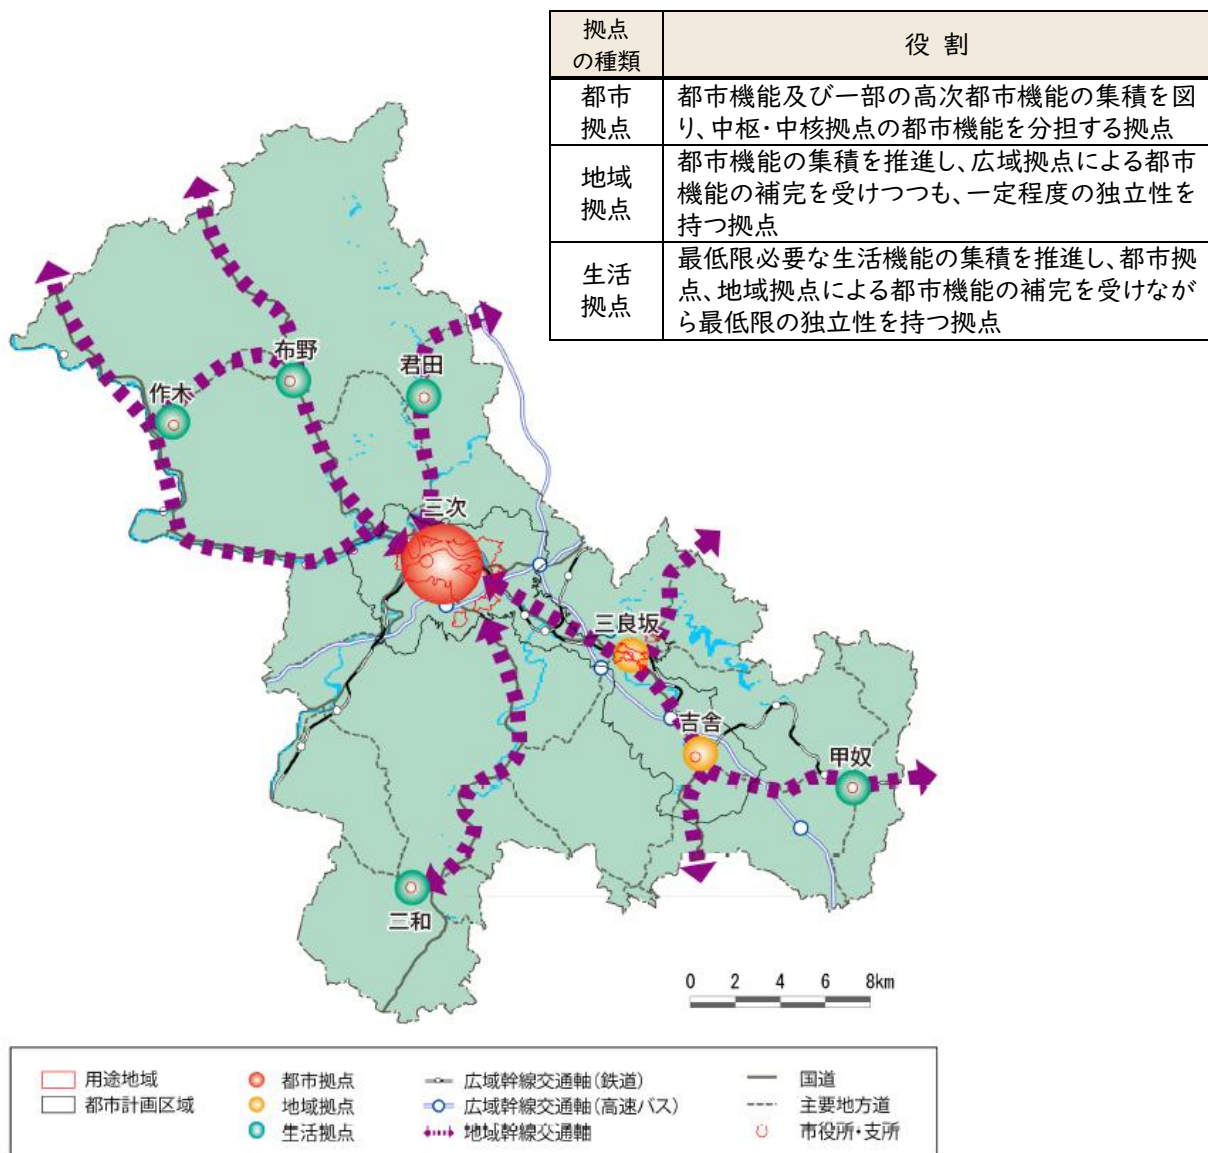 拠点
の種類
役 割
都市
拠点
都市機能及び一部の高次都市機能の集積を図
り、中枢・中核拠点の都市機能を分担する拠点
地域
拠点
都市機能の集積を推進し、広域拠点による都市
機能の補完を受けつつも、一定程度の独立性を
持つ拠点
生活
拠点
最低限必要な生活機能の集積を推進し、都市拠
点、地域拠点による都市機能の補完を受けなが
ら最低限の独立性を持つ拠点
布野
君田
作木
三次
三良坂
吉舎
甲奴
三和
0 2 4 6 8km
用途地域
都市計画区域
都市拠点
地域拠点
生活拠点
広域幹線交通軸(鉄道)
広域幹線交通軸(高速バス)
地域幹線交通軸
国道
主要地方道
市役所・支所